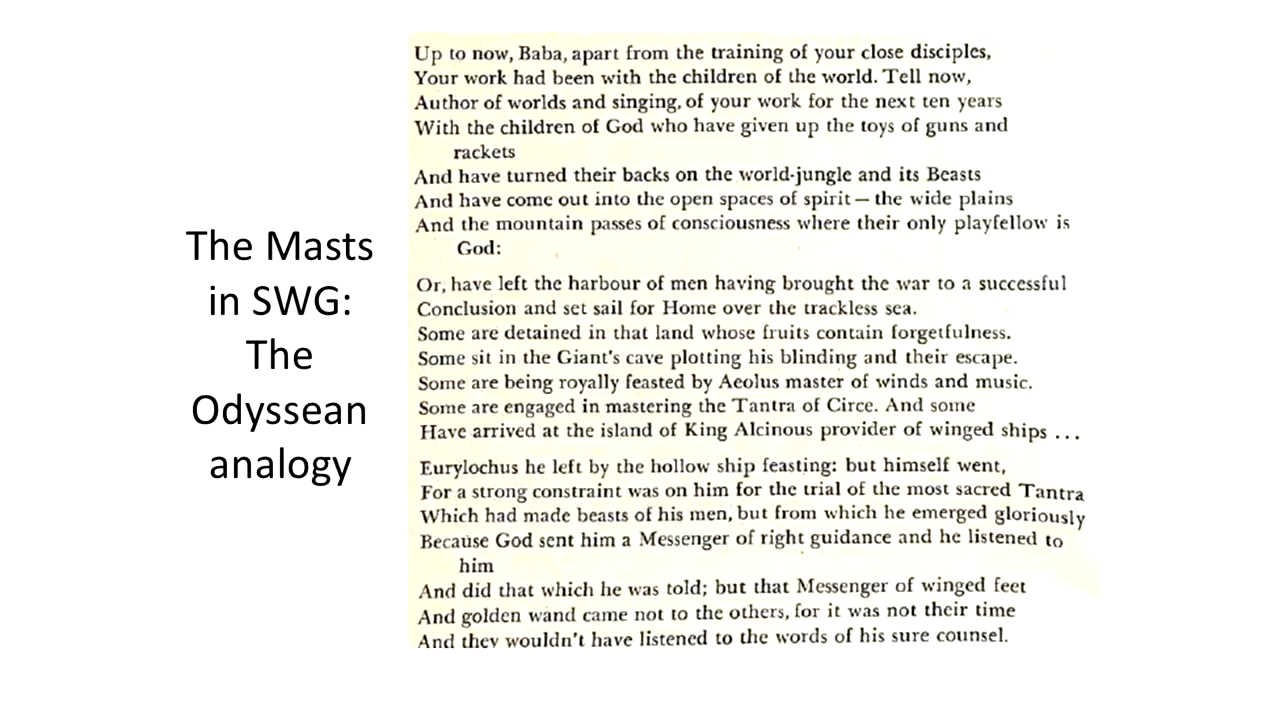 The Masts
in SWG:
The
Odyssean
analogy
Up to now, Baba, apart from the training of your close disciples,
Your work had been with the children of the world. Tell now,
Author of worlds and singing, of your work for the next ten years
With the children of God who have given up the toys of guns and
rackets
And have turned their backs on the world-jungle and its Beasts
And have come out into the open spaces of spirit — the wide plains
And the mountain passes of consciousness where their only playfellow is
God:
Or, have left the harbour of men having brought the war to a successful
Conclusion and set sail for Home over the trackless sea.
Some are detained in that land whose fruits contain forgetfulness.
Some sit in the Giant's cave plotting his blinding and their escape.
Some are being royally feasted by Aeolus master of winds and music.
Some are engaged in mastering the Tantra of Circe. And some
Have arrived at the island of King Alcinous provider of winged ships ...
Eurylochus he left by the hollow ship feasting: but himself went,
For a strong constraint was on him for the trial of the most sacred Tantra
Which had made beasts of his men, but from which he emerged gloriously
Because God sent him a Messenger of right guidance and he listened to
him
And did that which he was told; but that Messenger of winged feet
And golden wand came not to the others, for it was not their time
And they wouldn't have listened to the words of his sure counsel.